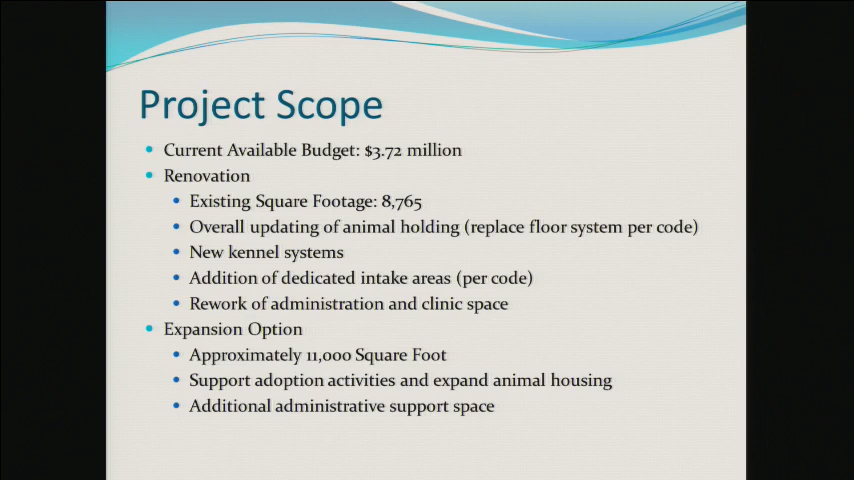 Project Scope
Current Available Budget: $3.72 million
Renovation
Existing Square Footage: 8,765
Overall updating of animal holding (replace floor system per code)
New kennel systems
Addition of dedicated intake areas (per code)
Rework of administration and clinic space
Expansion Option
Approximately 11,000 Square Foot
Support adoption activities and expand animal housing
Additional administrative support space